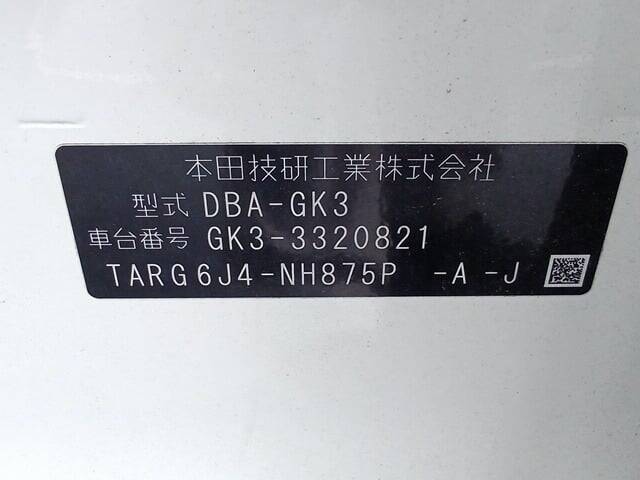 本田技研工業株式会社
型式 DBA-GK3
車台番号 GK3-3320821
TARG6J4-NH875P -A -J